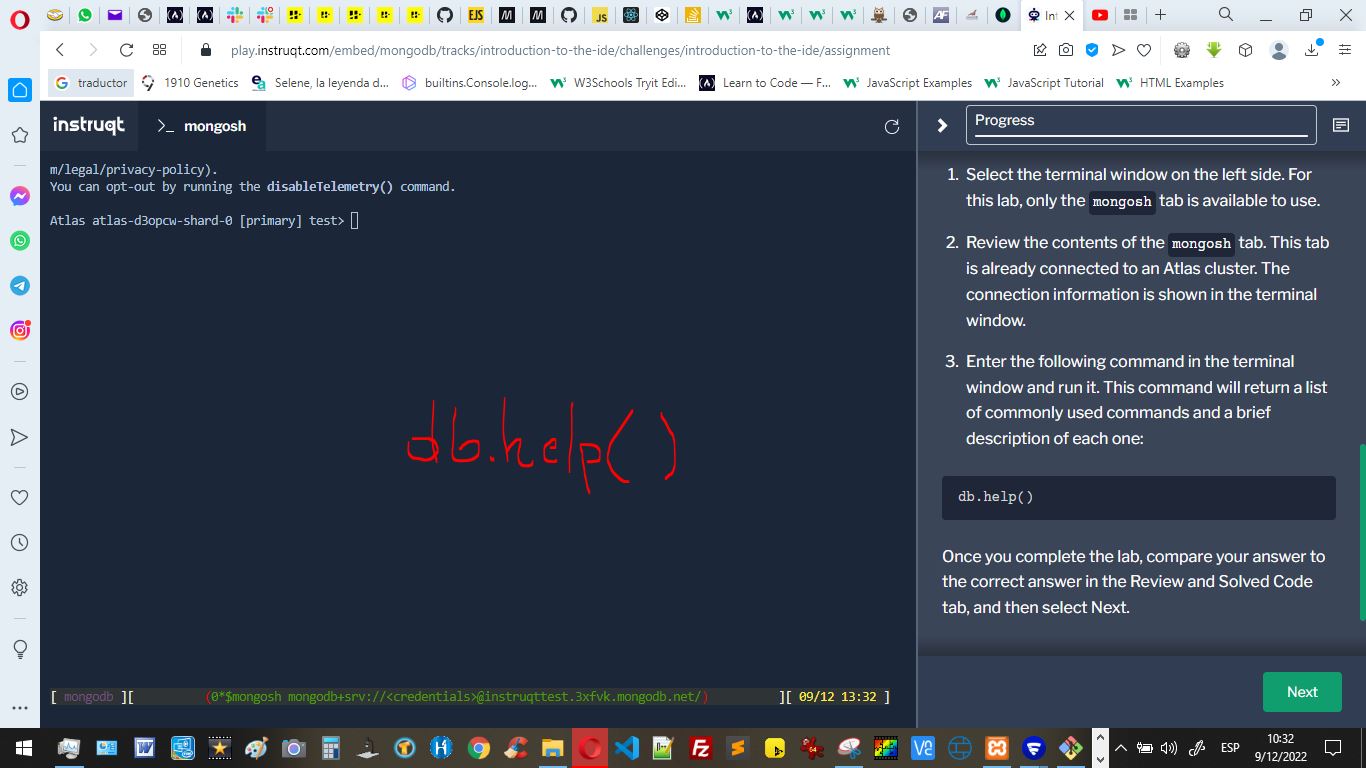 play.instruqt.com/embed/mongodb/tracks/introduction-to-the-ide/challenges/introduction-to-the-ide/assignment
traductor
1910 Genetics
Selene, la leyenda d...
builtins.Console.log...
W3Schools Tryit Edi...
Learn to Code — F...
JavaScript Examples
JavaScript Tutorial
HTML Examples
instruqt
>_ mongosh
m/legal/privacy-policy).
You can opt-out by running the disableTelemetry() command.
Atlas atlas-d3opcw-shard-0 [primary] test>
db.help()
[ mongodb ][ (0*$mongosh mongodb+srv://<credentials>@instruqttest.3xfvk.mongodb.net/) ][ 09/12 13:32 ]
Progress
1. Select the terminal window on the left side. For
this lab, only the mongosh tab is available to use.
2. Review the contents of the mongosh tab. This tab
is already connected to an Atlas cluster. The
connection information is shown in the terminal
window.
3. Enter the following command in the terminal
window and run it. This command will return a list
of commonly used commands and a brief
description of each one:
db.help()
Once you complete the lab, compare your answer to
the correct answer in the Review and Solved Code
tab, and then select Next.
Next
ESP
10:32
9/12/2022